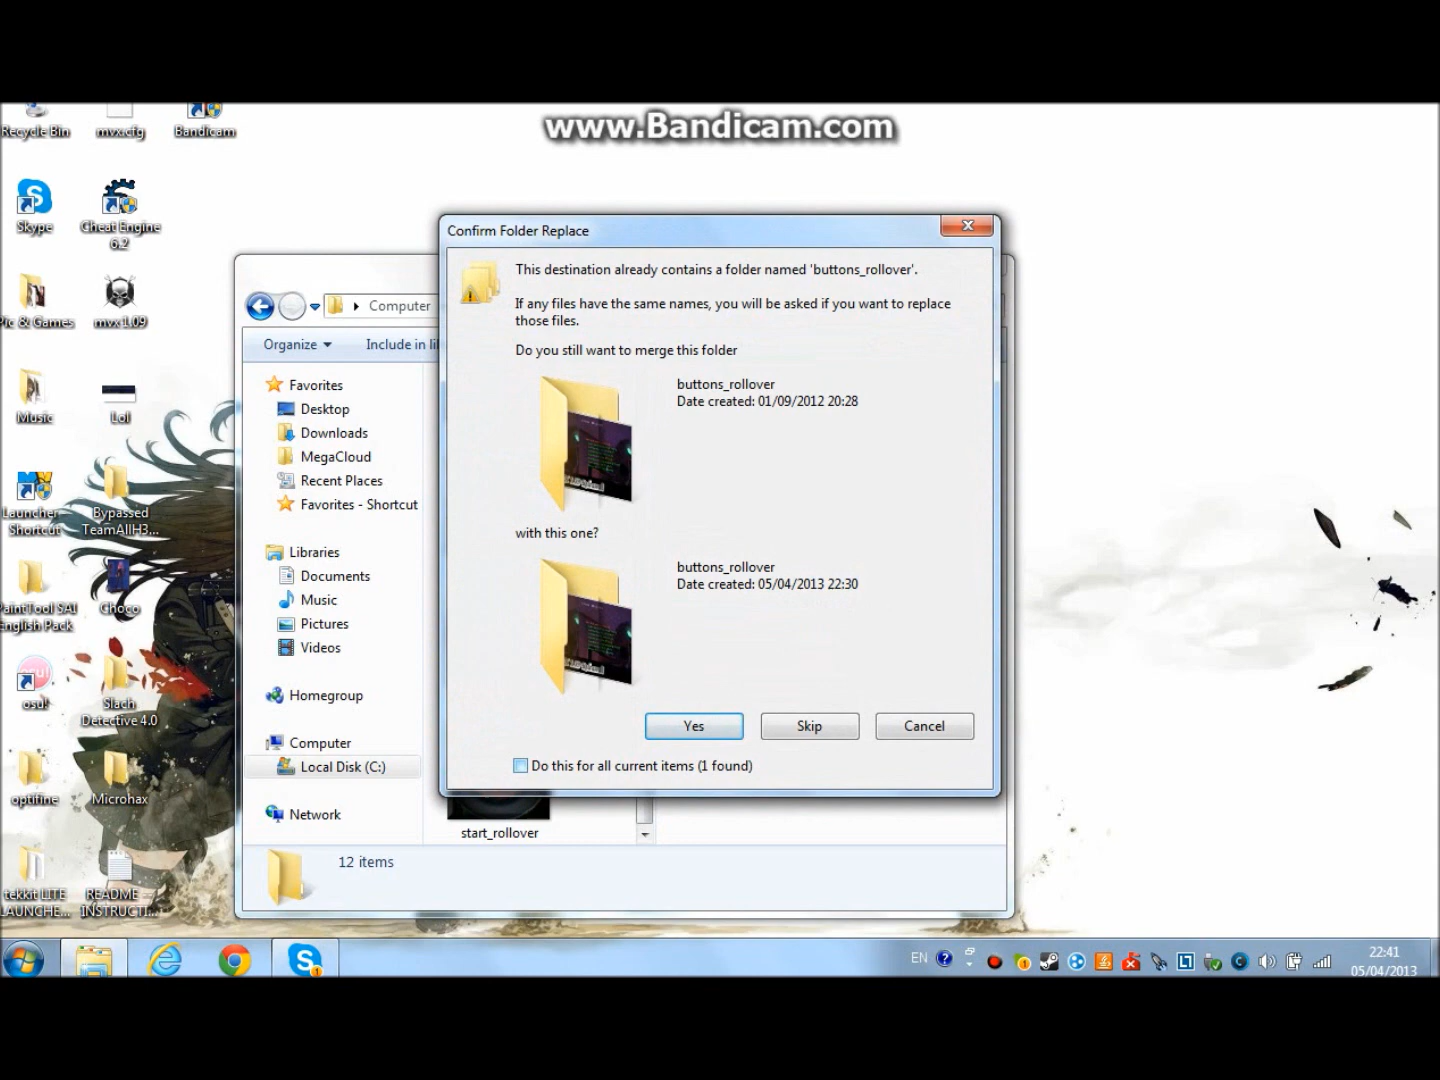 www.Bandicam.com
Recycle Bin
mvx.cfg
Bandicam
Skype
Cheat Engine
6.2
Pic & Games
mvx 1.09
Music
Lol
Launcher -
Shortcut
Bypassed
TeamAllH3...
PaintTool SAI
English Pack
Choco
osu!
Slach
Detective 4.0
optifine
Microhax
tekkit LITE
LAUNCHE...
README -
INSTRUCTI...
Computer
Organize
Include in li
Favorites
Desktop
Downloads
MegaCloud
Recent Places
Favorites - Shortcut
Libraries
Documents
Music
Pictures
Videos
Homegroup
Computer
Local Disk (C:)
Network
start_rollover
12 items
Confirm Folder Replace
This destination already contains a folder named 'buttons_rollover'.
If any files have the same names, you will be asked if you want to replace
those files.
Do you still want to merge this folder
buttons_rollover
Date created: 01/09/2012 20:28
with this one?
buttons_rollover
Date created: 05/04/2013 22:30
Yes
Skip
Cancel
Do this for all current items (1 found)
EN
22:41
05/04/2013